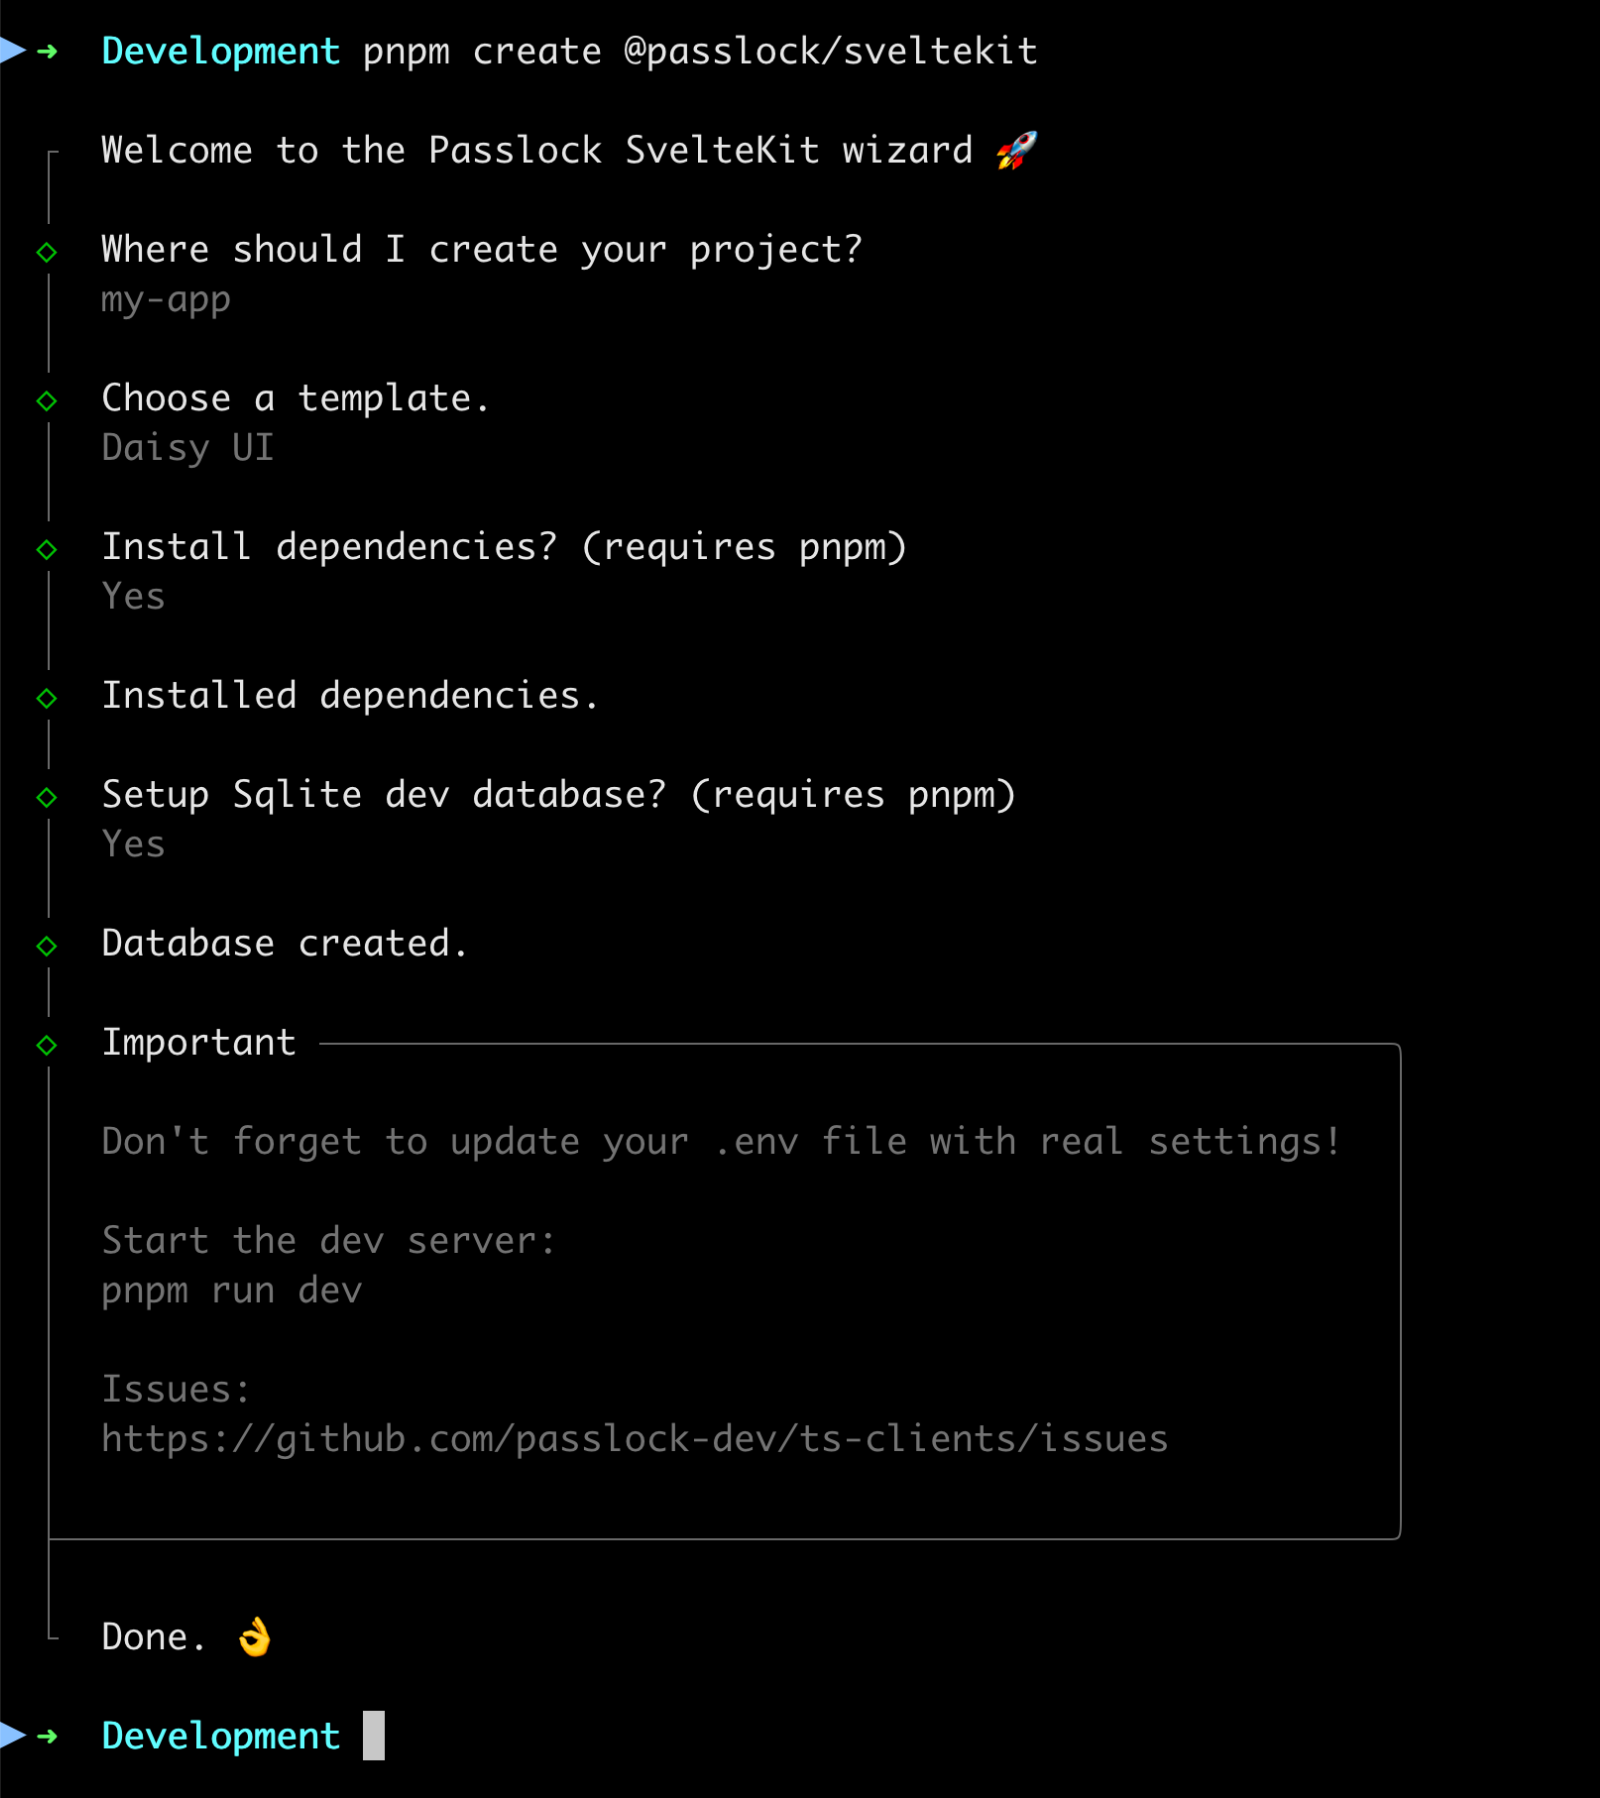 ➜ Development pnpm create @passlock/sveltekit
Welcome to the Passlock SvelteKit wizard 🚀
Where should I create your project?
my-app
Choose a template.
Daisy UI
Install dependencies? (requires pnpm)
Yes
Installed dependencies.
Setup Sqlite dev database? (requires pnpm)
Yes
Database created.
Important
Don't forget to update your .env file with real settings!
Start the dev server:
pnpm run dev
Issues:
https://github.com/passlock-dev/ts-clients/issues
Done. 👌
➜ Development